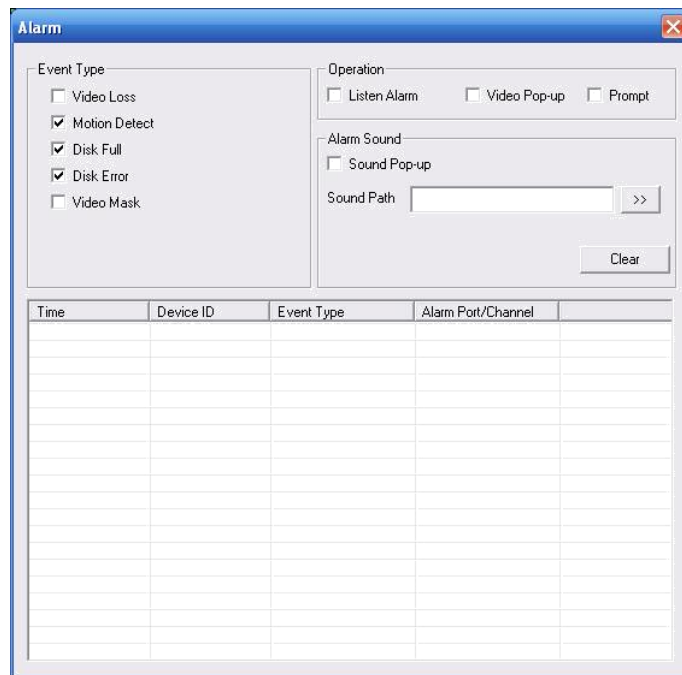 Alarm
Event Type
Video Loss
Motion Detect
Disk Full
Disk Error
Video Mask
Operation
Listen Alarm Video Pop-up Prompt
Alarm Sound
Sound Pop-up
Sound Path >>
Clear
Time Device ID Event Type Alarm Port/Channel